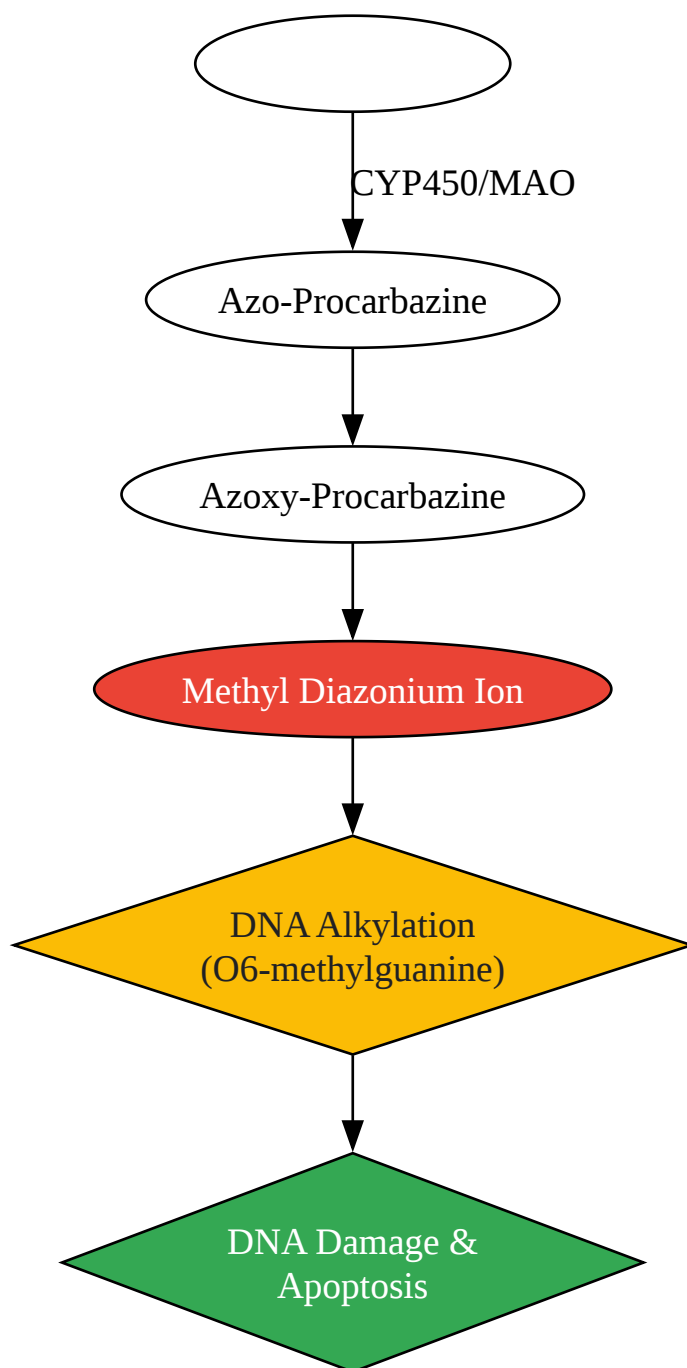 CYP450/MAO
Azo-Procarbazine
Azoxy-Procarbazine
Methyl Diazonium Ion
DNA Alkylation
(O6-methylguanine)
DNA Damage &
Apoptosis